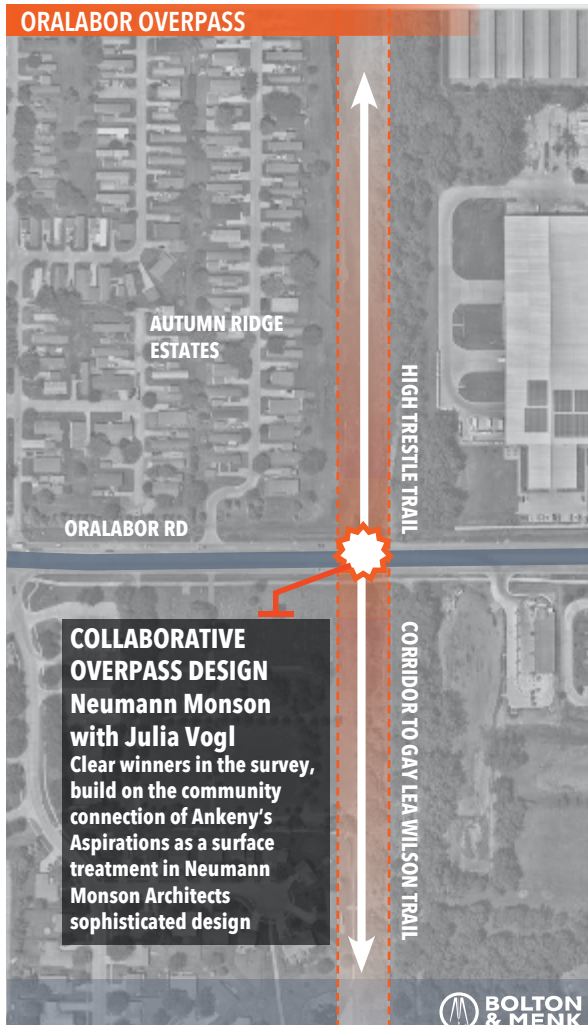 ORALABOR OVERPASS
AUTUMN RIDGE
ESTATES
HIGH TRESTLE TRAIL
ORALABOR RD
COLLABORATIVE
OVERPASS DESIGN
Neumann Monson
with Julia Vogl
Clear winners in the survey,
build on the community
connection of Ankeny’s
Aspirations as a surface
treatment in Neumann
Monson Architects
sophisticated design
CORRIDOR TO GAY LEA WILSON TRAIL
BOLTON
& MENK